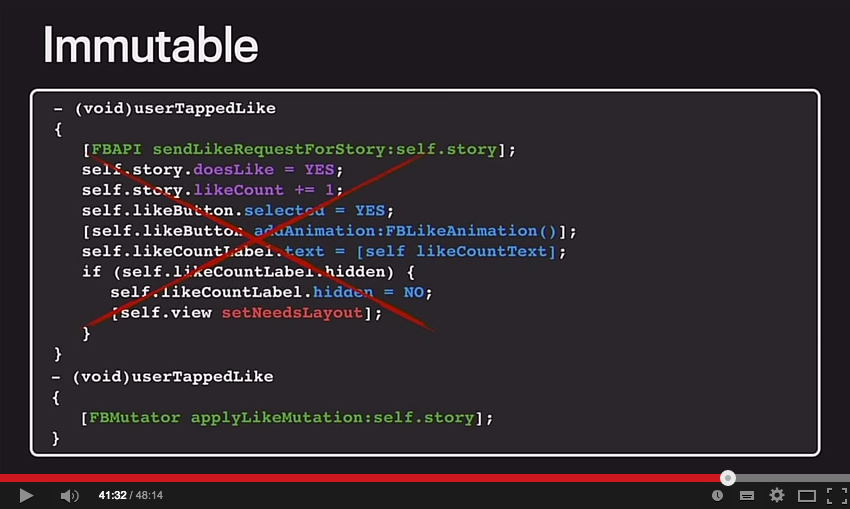 Immutable
- (void)userTappedLike
{
[FBAPI sendLikeRequestForStory:self.story];
self.story.doesLike = YES;
self.story.likeCount += 1;
self.likeButton.selected = YES;
[self.likeButton addAnimation:FBLikeAnimation()];
self.likeCountLabel.text = [self likeCountText];
if (self.likeCountLabel.hidden) {
self.likeCountLabel.hidden = NO;
[self.view setNeedsLayout];
}
}
- (void)userTappedLike
{
[FBMutator applyLikeMutation:self.story];
}
41:32 / 48:14